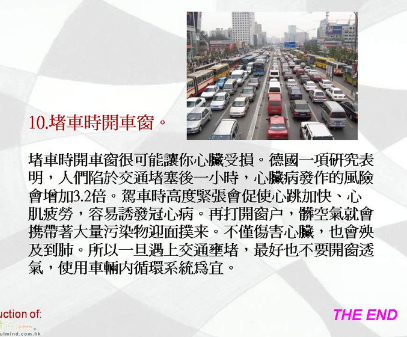 10.堵車時開車窗。
堵車時開車窗很可能讓你心臟受損。德國一項研究表
明，人們陷於交通堵塞後一小時，心臟病發作的風險
會增加3.2倍。駕車時高度緊張會促使心跳加快、心
肌疲勞，容易誘發冠心病。再打開窗户，髒空氣就會
携帶著大量污染物迎面撲来。不僅傷害心臟，也會殃
及到肺。所以一旦遇上交通壅堵，最好也不要開窗透
氣，使用車輛内循環系統爲宜。
uction of:
THE END
uchmind.com.hk